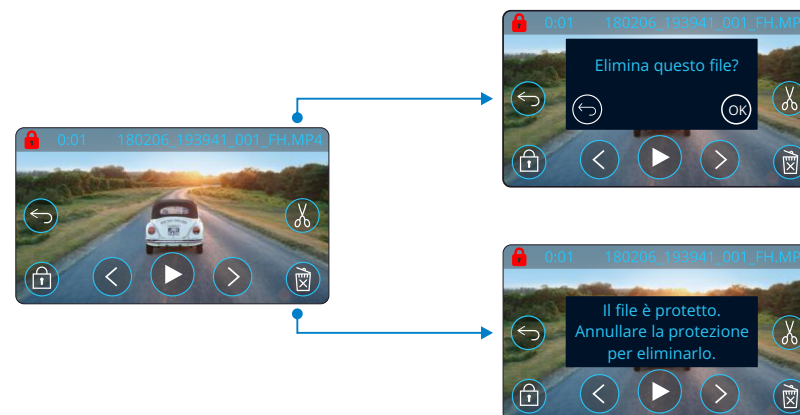 0:01 180206_193941_001_FH.MP
Elimina questo file?
OK
0:01 180206_193941_001_FH.MP4
0:01 180206_193941_001_FH.MP
Il file è protetto.
Annullare la protezione
per eliminarlo.